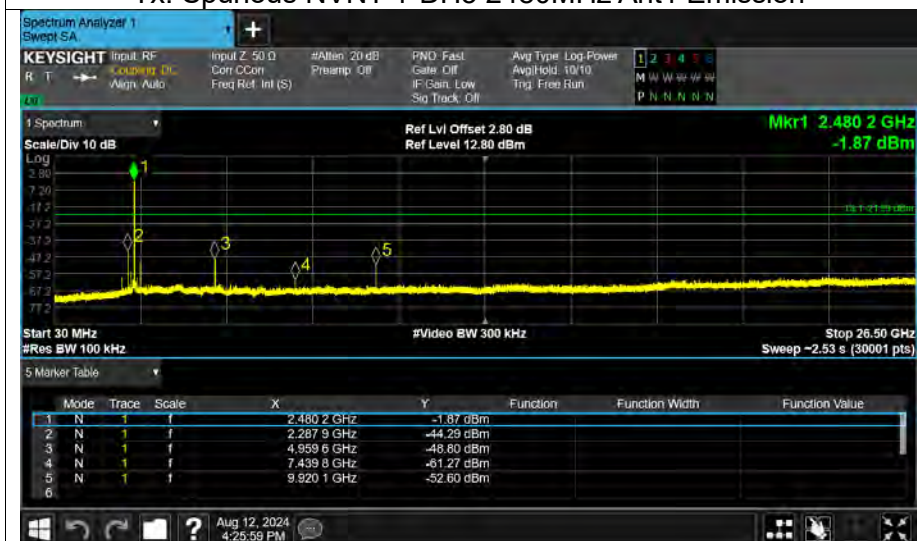 Tx. Spurious NVNT 1-DH5 2480MHz Ant1 Emission
Spectrum Analyzer 1
Swept SA
KEYSIGHT Input: RF Input Z: 50 Ω #Atten: 20 dB PNO: Fast Avg Type: Log-Power 1 2 3 4 5 6
R T Coupling: DC Corr CCorr Preamp: Off Gate: Off Avg|Hold: 10/10 M W W W W W
Align: Auto Freq Ref: Int (S) IF Gain: Low Trig: Free Run
Sig Track: Off P N N N N N
1 Spectrum
Ref Lvl Offset 2.80 dB Mkr1 2.480 2 GHz
Scale/Div 10 dB Ref Level 12.80 dBm -1.87 dBm
Log
2.80
1
-7.20
-17.2
-27.2
-37.2
2
3
5
-47.2
4
-57.2
-67.2
-77.2
Start 30 MHz #Video BW 300 kHz Stop 26.50 GHz
#Res BW 100 kHz Sweep ~2.53 s (30001 pts)
5 Marker Table
Mode Trace Scale X Y Function Function Width Function Value
1 N 1 f 2.480 2 GHz -1.87 dBm
2 N 1 f 2.287 9 GHz -44.29 dBm
3 N 1 f 4.959 6 GHz -48.80 dBm
4 N 1 f 7.439 8 GHz -61.27 dBm
5 N 1 f 9.920 1 GHz -52.60 dBm
6
? Aug 12, 2024
4:25:59 PM